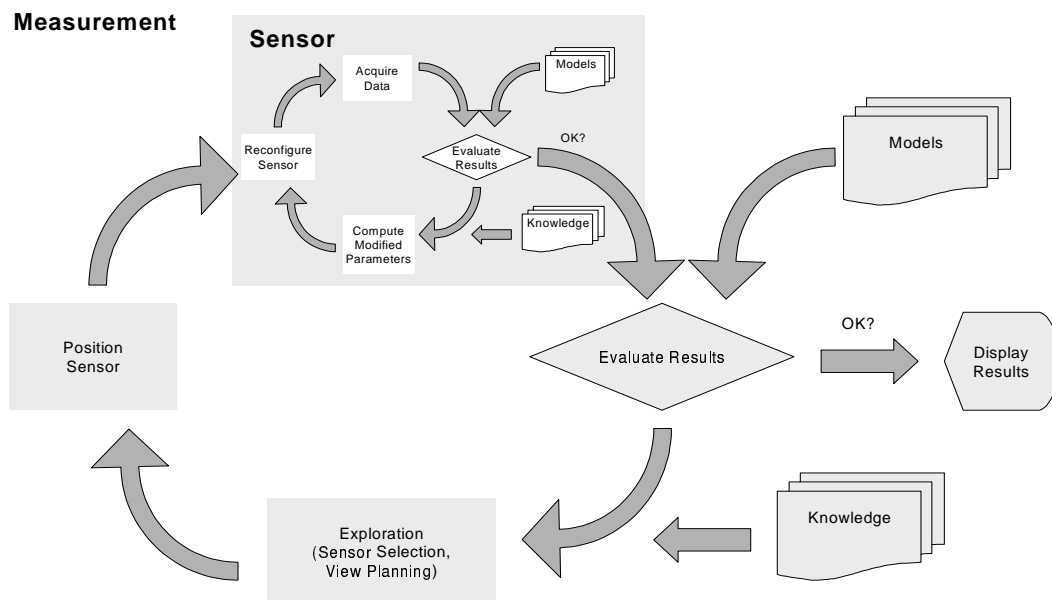 Measurement
Sensor
Acquire
Data
Models
Reconfigure
Sensor
Evaluate
Results
OK?
Compute
Modified
Parameters
Knowledge
Models
Position
Sensor
Evaluate Results
OK?
Display
Results
Exploration
(Sensor Selection,
View Planning)
Knowledge